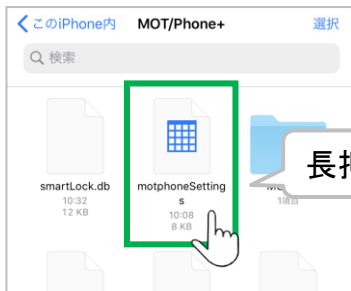 このiPhone内 MOT/Phone+ 選択
検索
長押
smartLock.db motphoneSetting
s
10:32 10:08 1項目
12 KB 8 KB